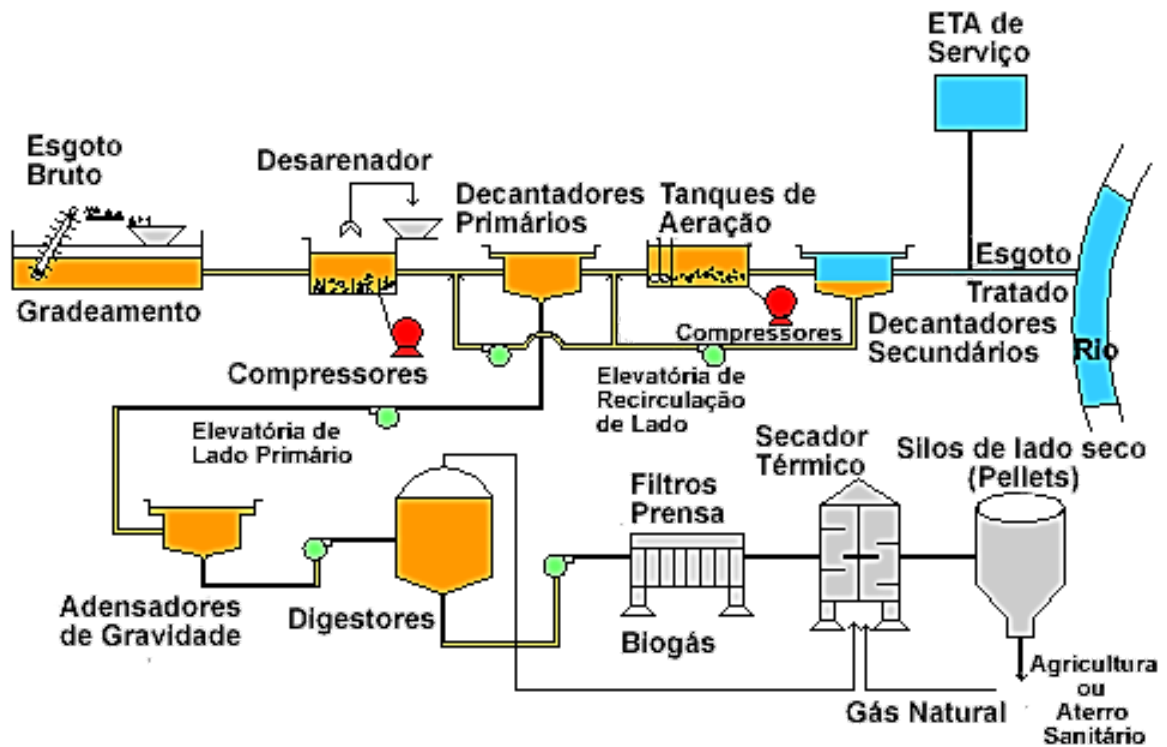 ETA de
Serviço
Esgoto
Bruto
Desarenador
Decantadores
Primários
Tanques de
Aeração
Esgoto
Tratado
Gradeamento
Compressores
Compressores
Decantadores
Secundários
Rio
Elevatória de
Lado Primário
Elevatória de
Recirculação
de Lado
Secador
Térmico
Silos de lado seco
(Pellets)
Filtros
Prensa
Adensadores
de Gravidade
Digestores
Biogás
Gás Natural
Agricultura
ou
Aterro
Sanitário